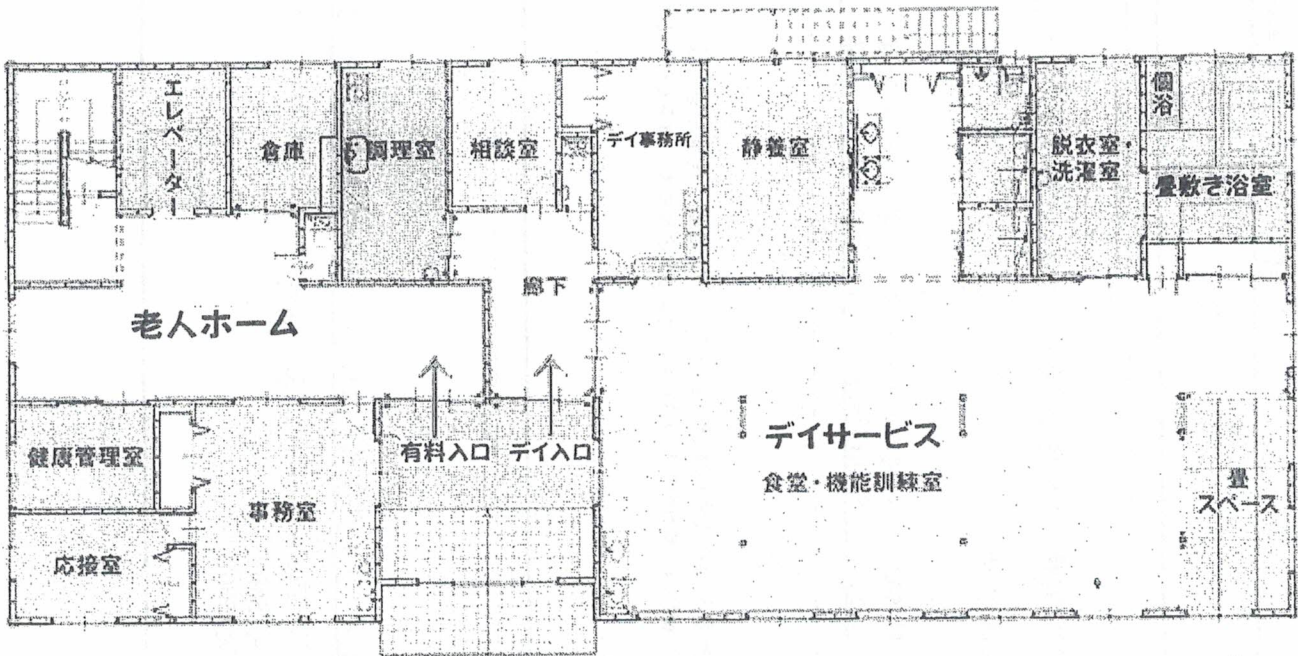 エレベーター
倉庫
調理室
相談室
デイ事務所
静養室
脱衣室・
洗濯室
個浴
畳敷き浴室
廊下
老人ホーム
有料入口
デイ入口
デイサービス
食堂・機能訓練室
畳
スペース
健康管理室
事務室
応接室